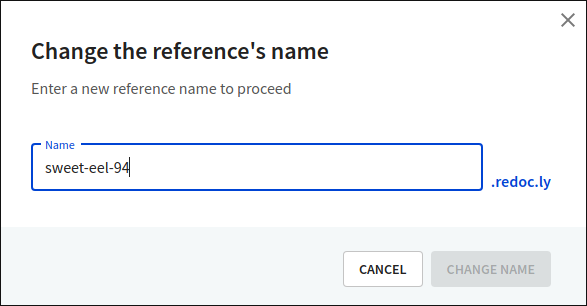 Change the reference's name
Enter a new reference name to proceed
Name
sweet-eel-94
.redoc.ly
CANCEL
CHANGE NAME